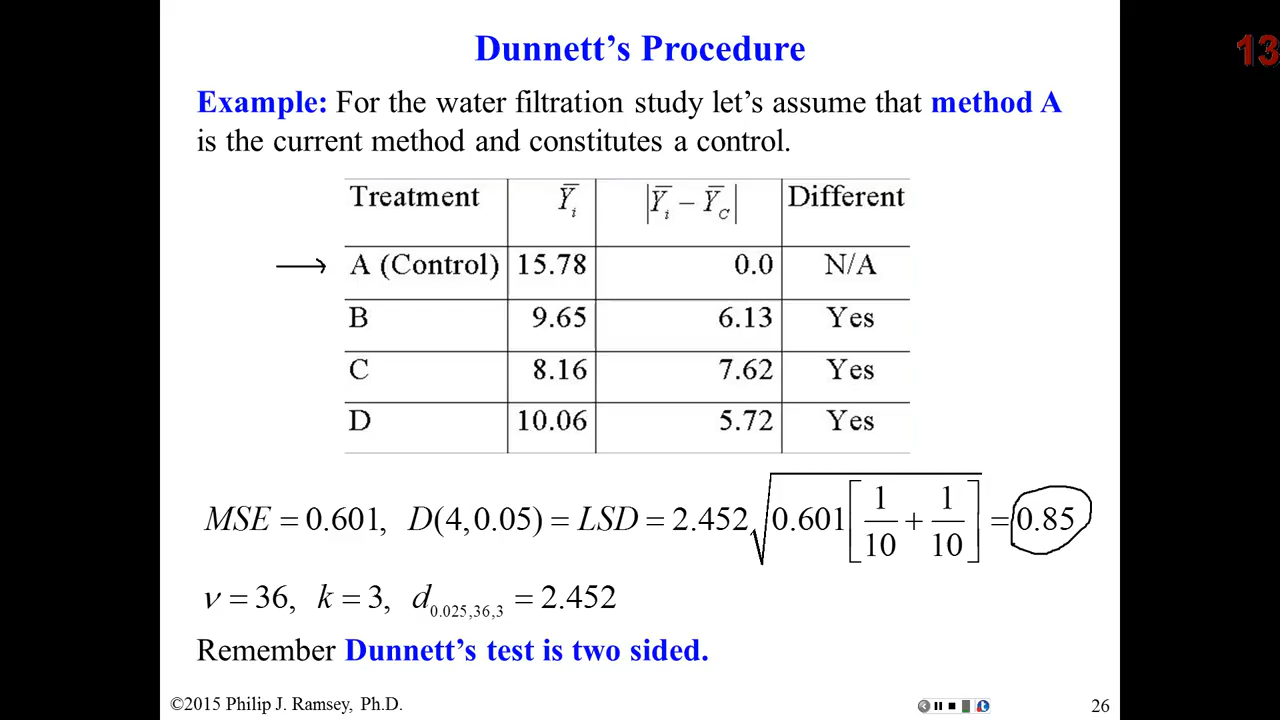 Dunnett’s Procedure
13
Example: For the water filtration study let’s assume that method A
is the current method and constitutes a control.
Treatment Ȳᵢ |Ȳᵢ − Ȳ_C| Different
A (Control) 15.78 0.0 N/A
B 9.65 6.13 Yes
C 8.16 7.62 Yes
D 10.06 5.72 Yes
MSE = 0.601, D(4,0.05) = LSD = 2.452√0.601[1/10 + 1/10] = 0.85
ν = 36, k = 3, d₀.₀₂₅,₃₆,₃ = 2.452
Remember Dunnett’s test is two sided.
©2015 Philip J. Ramsey, Ph.D.
26